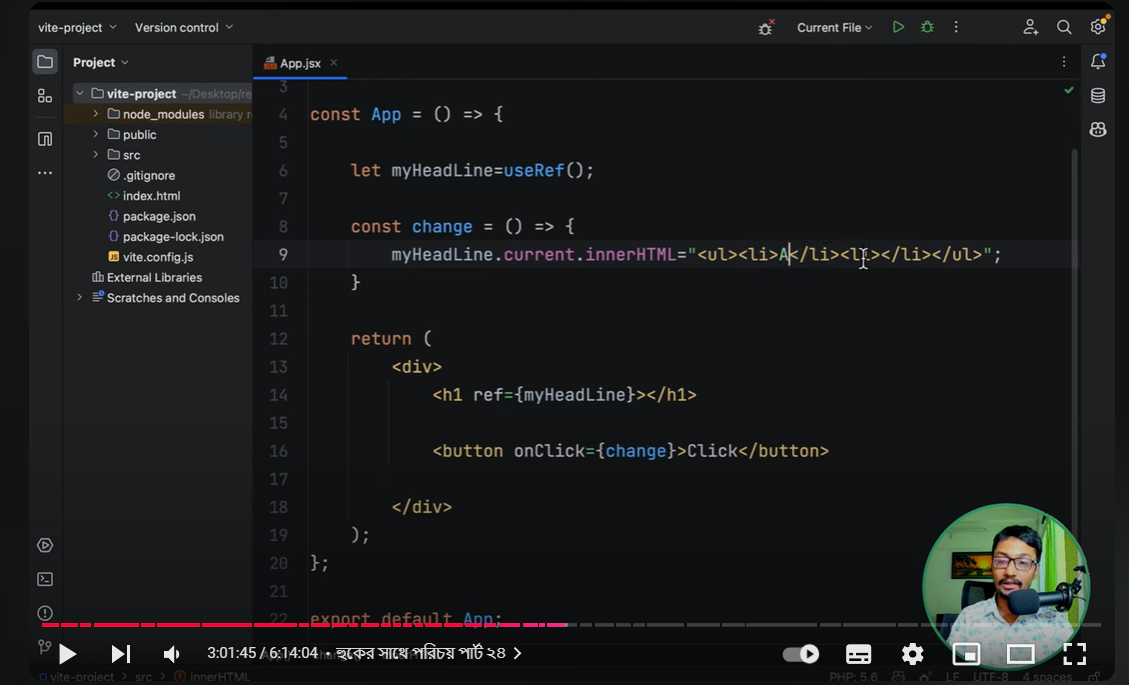 vite-project Version control Current File
Project
App.jsx
vite-project ~/Desktop/re
node_modules library r
public
src
.gitignore
index.html
package.json
package-lock.json
vite.config.js
External Libraries
Scratches and Consoles
3
4 const App = () => {
5
6 let myHeadLine=useRef();
7
8 const change = () => {
9 myHeadLine.current.innerHTML="<ul><li>A</li><li></li></ul>";
10 }
11
12 return (
13 <div>
14 <h1 ref={myHeadLine}></h1>
15
16 <button onClick={change}>Click</button>
17
18 </div>
19 );
20 };
21
22 export default App;
3:01:45 / 6:14:04 • হুকের সাথে পরিচয় পার্ট ২৪
vite-project src innerHTML PHP: 5.6 LF UTF-8 4 spaces